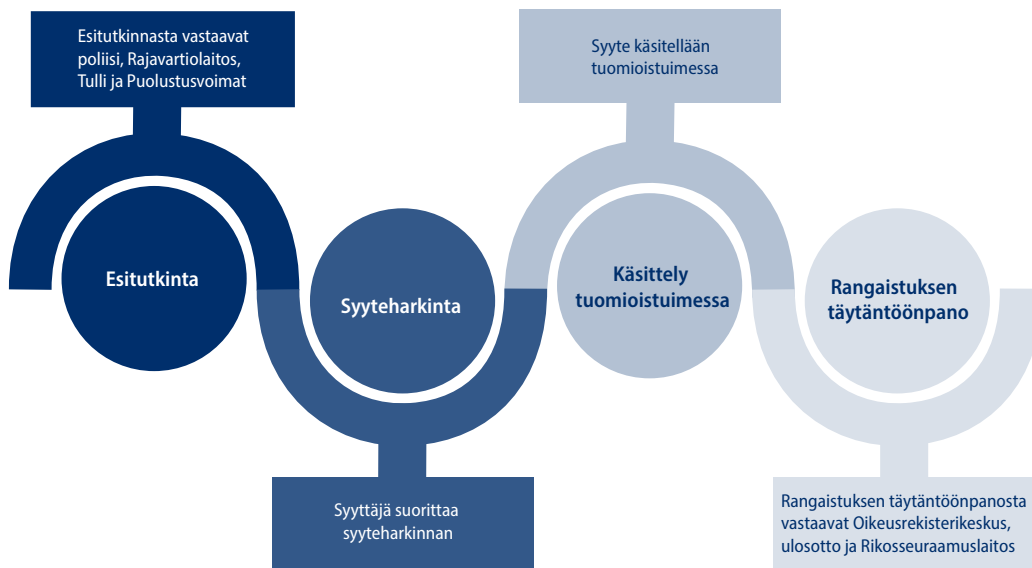 Esitutkinnasta vastaavat
poliisi, Rajavartiolaitos,
Tulli ja Puolustusvoimat
Esitutkinta
Syyteharkinta
Syyttäjä suorittaa
syyteharkinnan
Syyte käsitellään
tuomioistuimessa
Käsittely
tuomioistuimessa
Rangaistuksen
täytäntöönpano
Rangaistuksen täytäntöönpanosta
vastaavat Oikeusrekisterikeskus,
ulosotto ja Rikosseuraamuslaitos